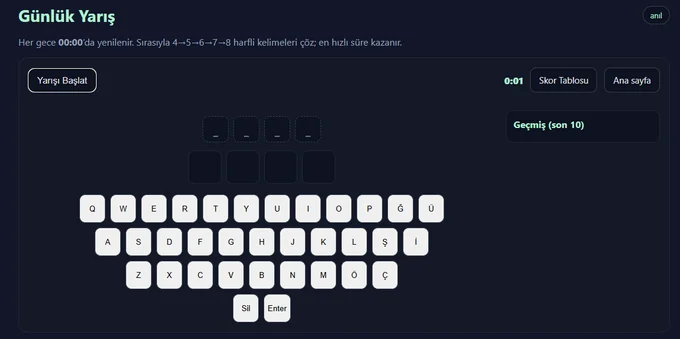 Günlük Yarış
anıl
Her gece 00:00'da yenilenir. Sırasıyla 4→5→6→7→8 harfli kelimeleri çöz; en hızlı süre kazanır.
Yarışı Başlat
0:01 Skor Tablosu Ana sayfa
Geçmiş (son 10)
_ _ _ _
Q W E R T Y U I O P Ğ Ü
A S D F G H J K L Ş İ
Z X C V B N M Ö Ç
Sil Enter